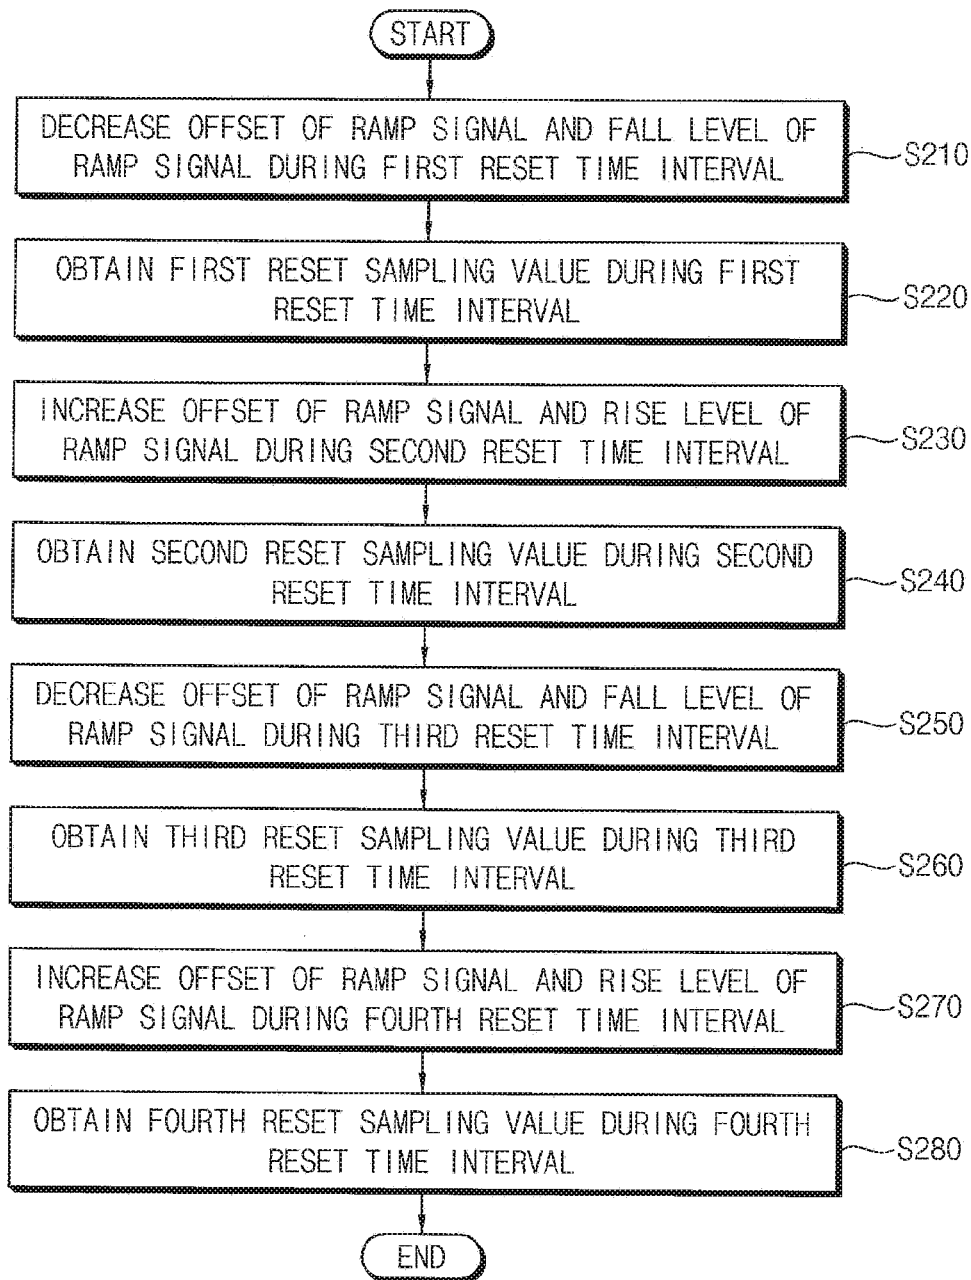 START
DECREASE OFFSET OF RAMP SIGNAL AND FALL LEVEL OF
RAMP SIGNAL DURING FIRST RESET TIME INTERVAL
S210
OBTAIN FIRST RESET SAMPLING VALUE DURING FIRST
RESET TIME INTERVAL
S220
INCREASE OFFSET OF RAMP SIGNAL AND RISE LEVEL OF
RAMP SIGNAL DURING SECOND RESET TIME INTERVAL
S230
OBTAIN SECOND RESET SAMPLING VALUE DURING SECOND
RESET TIME INTERVAL
S240
DECREASE OFFSET OF RAMP SIGNAL AND FALL LEVEL OF
RAMP SIGNAL DURING THIRD RESET TIME INTERVAL
S250
OBTAIN THIRD RESET SAMPLING VALUE DURING THIRD
RESET TIME INTERVAL
S260
INCREASE OFFSET OF RAMP SIGNAL AND RISE LEVEL OF
RAMP SIGNAL DURING FOURTH RESET TIME INTERVAL
S270
OBTAIN FOURTH RESET SAMPLING VALUE DURING FOURTH
RESET TIME INTERVAL
S280
END